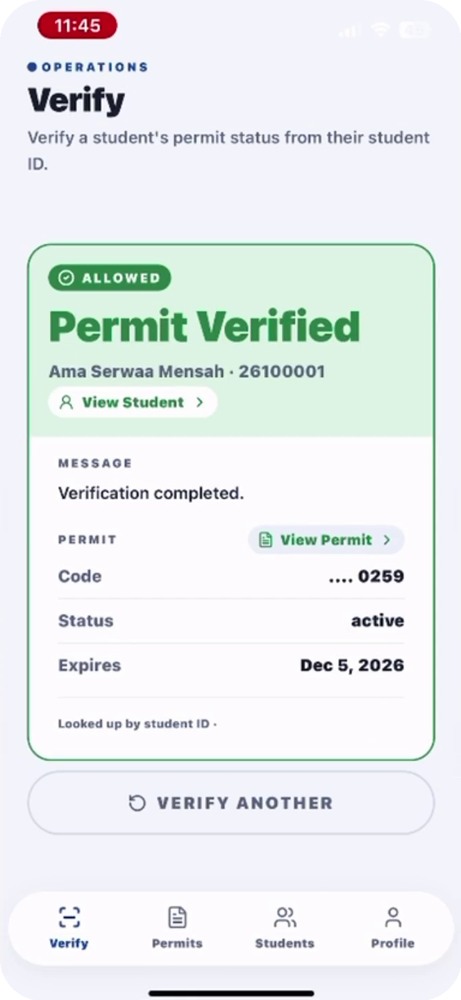 11:45
OPERATIONS
Verify
Verify a student's permit status from their student
ID.
ALLOWED
Permit Verified
Ama Serwaa Mensah · 26100001
View Student
MESSAGE
Verification completed.
PERMIT
View Permit
Code
.... 0259
Status
active
Expires
Dec 5, 2026
Looked up by student ID ·
VERIFY ANOTHER
Verify
Permits
Students
Profile